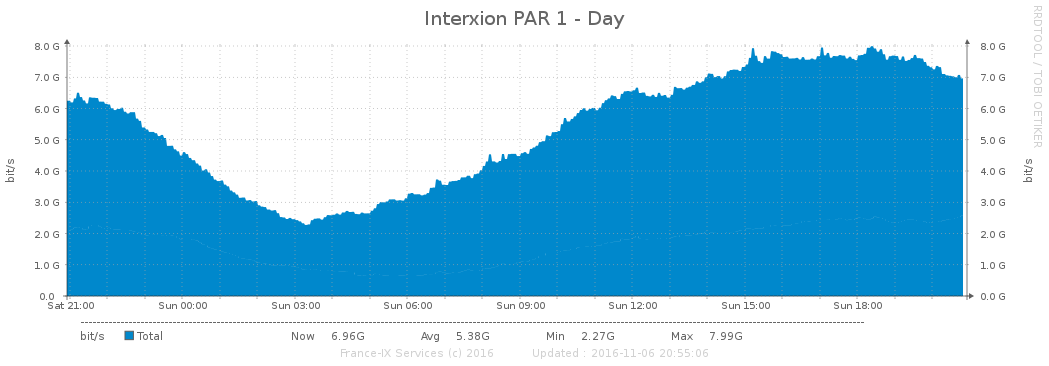 Interxion PAR 1 - Day
RRDTOOL / TOBI OETIKER
8.0 G 8.0 G
7.0 G 7.0 G
6.0 G 6.0 G
5.0 G 5.0 G
4.0 G 4.0 G
3.0 G 3.0 G
2.0 G 2.0 G
1.0 G 1.0 G
0.0 0.0 G
bit/s bit/s
Sat 21:00 Sun 00:00 Sun 03:00 Sun 06:00 Sun 09:00 Sun 12:00 Sun 15:00 Sun 18:00
bit/s Total Now 6.96G Avg 5.38G Min 2.27G Max 7.99G
France-IX Services (c) 2016 Updated : 2016-11-06 20:55:06